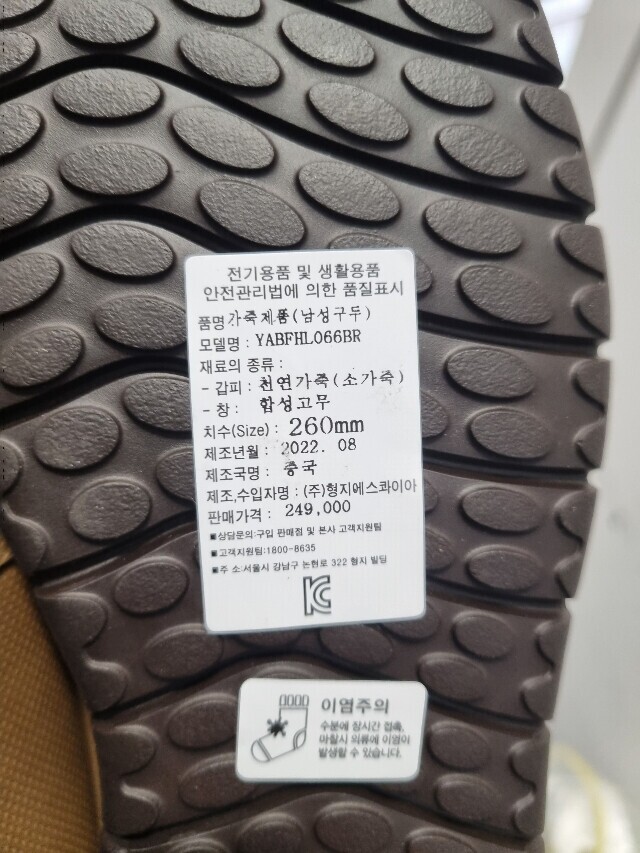 전기용품 및 생활용품
안전관리법에 의한 품질표시
품명가죽제품(남성구두)
모델명 : YABFHL066BR
재료의 종류 :
- 갑피 : 천연가죽(소가죽)
- 창 : 합성고무
치수(Size) : 260mm
제조년월 : 2022. 08
제조국명 : 중국
제조,수입자명 : (주)형지에스콰이아
판매가격 : 249,000
■상담문의:구입 판매점 및 본사 고객지원팀
■고객지원팀:1800-8635
■주 소:서울시 강남구 논현로 322 형지 빌딩
KC
이염주의
수분에 장시간 접촉,
마찰시 의류에 이염이
발생할 수 있습니다.